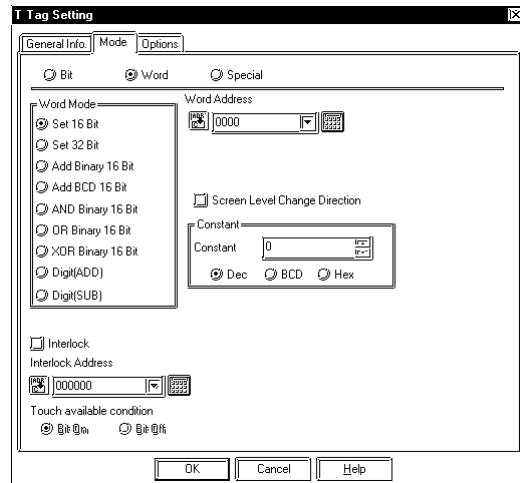 T Tag Setting
General Info. Mode Options
Bit Word Special
Word Mode
Set 16 Bit
Set 32 Bit
Add Binary 16 Bit
Add BCD 16 Bit
AND Binary 16 Bit
OR Binary 16 Bit
XOR Binary 16 Bit
Digit(ADD)
Digit(SUB)
Word Address
0000
Screen Level Change Direction
Constant
Constant 0
Dec BCD Hex
Interlock
Interlock Address
000000
Touch available condition
Bit On Bit Off
OK Cancel Help